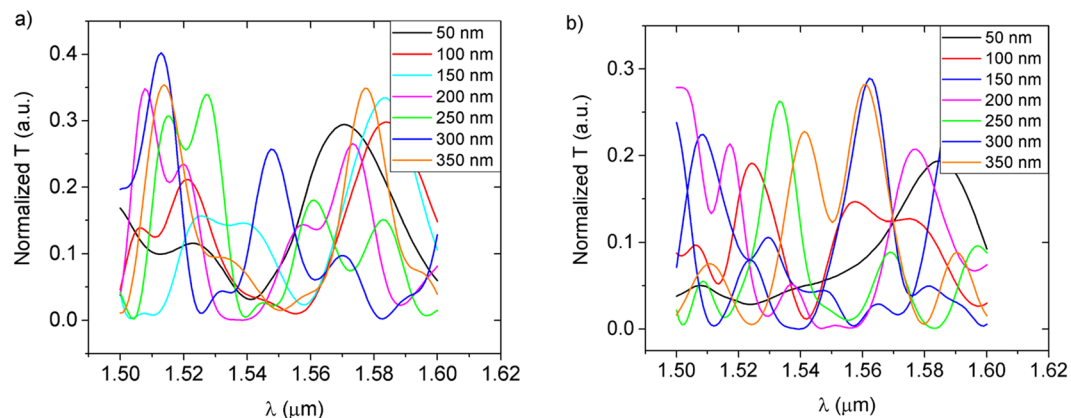 a)
Normalized T (a.u.)
0.4
0.3
0.2
0.1
0.0
50 nm
100 nm
150 nm
200 nm
250 nm
300 nm
350 nm
1.50 1.52 1.54 1.56 1.58 1.60 1.62
λ (μm)
b)
Normalized T (a.u.)
0.3
0.2
0.1
0.0
50 nm
100 nm
150 nm
200 nm
250 nm
300 nm
350 nm
1.50 1.52 1.54 1.56 1.58 1.60 1.62
λ (μm)